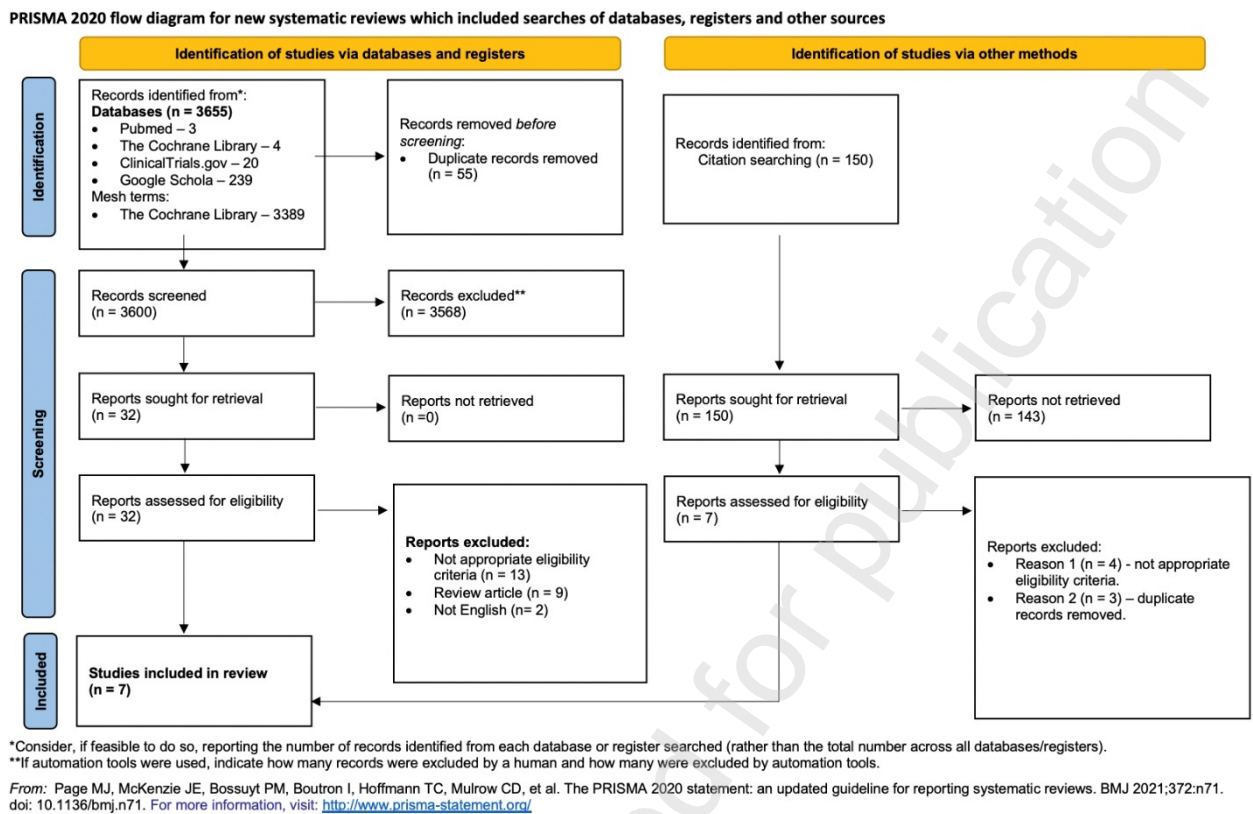 PRISMA 2020 flow diagram for new systematic reviews which included searches of databases, registers and other sources
Identification of studies via databases and registers
Identification of studies via other methods
Identification
Records identified from*:
Databases (n = 3655)
• Pubmed – 3
• The Cochrane Library – 4
• ClinicalTrials.gov – 20
• Google Schola – 239
Mesh terms:
• The Cochrane Library – 3389
Records removed before
screening:
• Duplicate records removed
(n = 55)
Records identified from:
Citation searching (n = 150)
Screening
Records screened
(n = 3600)
Records excluded**
(n = 3568)
Reports sought for retrieval
(n = 32)
Reports not retrieved
(n =0)
Reports sought for retrieval
(n = 150)
Reports not retrieved
(n = 143)
Reports assessed for eligibility
(n = 32)
Reports excluded:
• Not appropriate eligibility
criteria (n = 13)
• Review article (n = 9)
• Not English (n= 2)
Reports assessed for eligibility
(n = 7)
Reports excluded:
• Reason 1 (n = 4) - not appropriate
eligibility criteria.
• Reason 2 (n = 3) – duplicate
records removed.
Included
Studies included in review
(n = 7)
*Consider, if feasible to do so, reporting the number of records identified from each database or register searched (rather than the total number across all databases/registers).
**If automation tools were used, indicate how many records were excluded by a human and how many were excluded by automation tools.
From: Page MJ, McKenzie JE, Bossuyt PM, Boutron I, Hoffmann TC, Mulrow CD, et al. The PRISMA 2020 statement: an updated guideline for reporting systematic reviews. BMJ 2021;372:n71.
doi: 10.1136/bmj.n71. For more information, visit: http://www.prisma-statement.org/
for publication